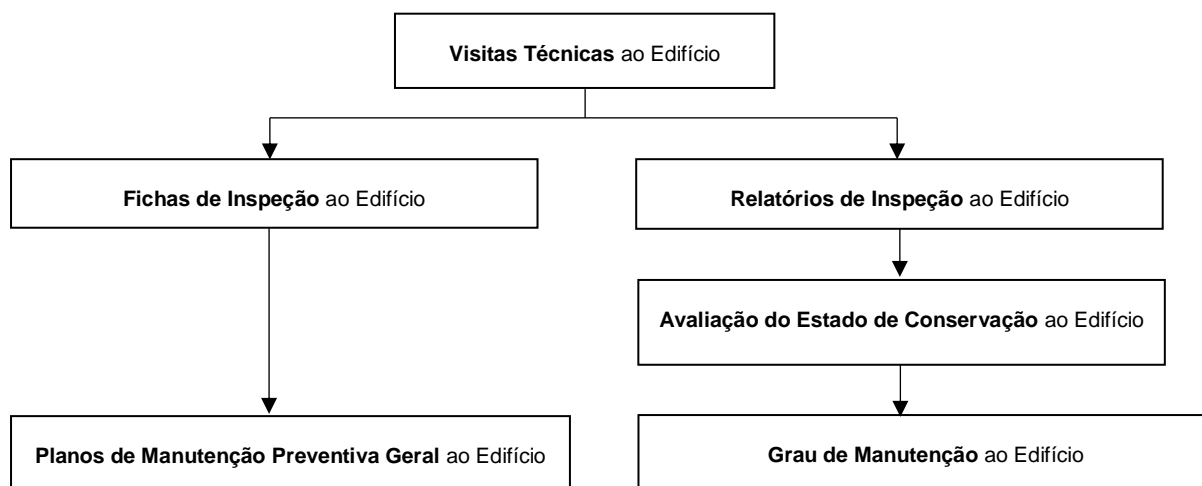 Visitas Técnicas ao Edifício
Fichas de Inspeção ao Edifício
Relatórios de Inspeção ao Edifício
Avaliação do Estado de Conservação ao Edifício
Planos de Manutenção Preventiva Geral ao Edifício
Grau de Manutenção ao Edifício